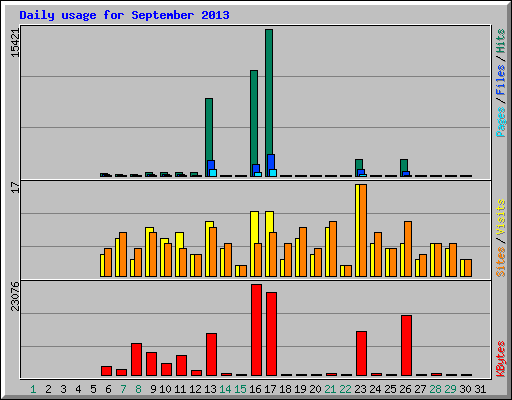 Daily usage for September 2013
15421
Pages / Files / Hits
17
Sites / Visits
23076
KBytes
1 2 3 4 5 6 7 8 9 10 11 12 13 14 15 16 17 18 19 20 21 22 23 24 25 26 27 28 29 30 31